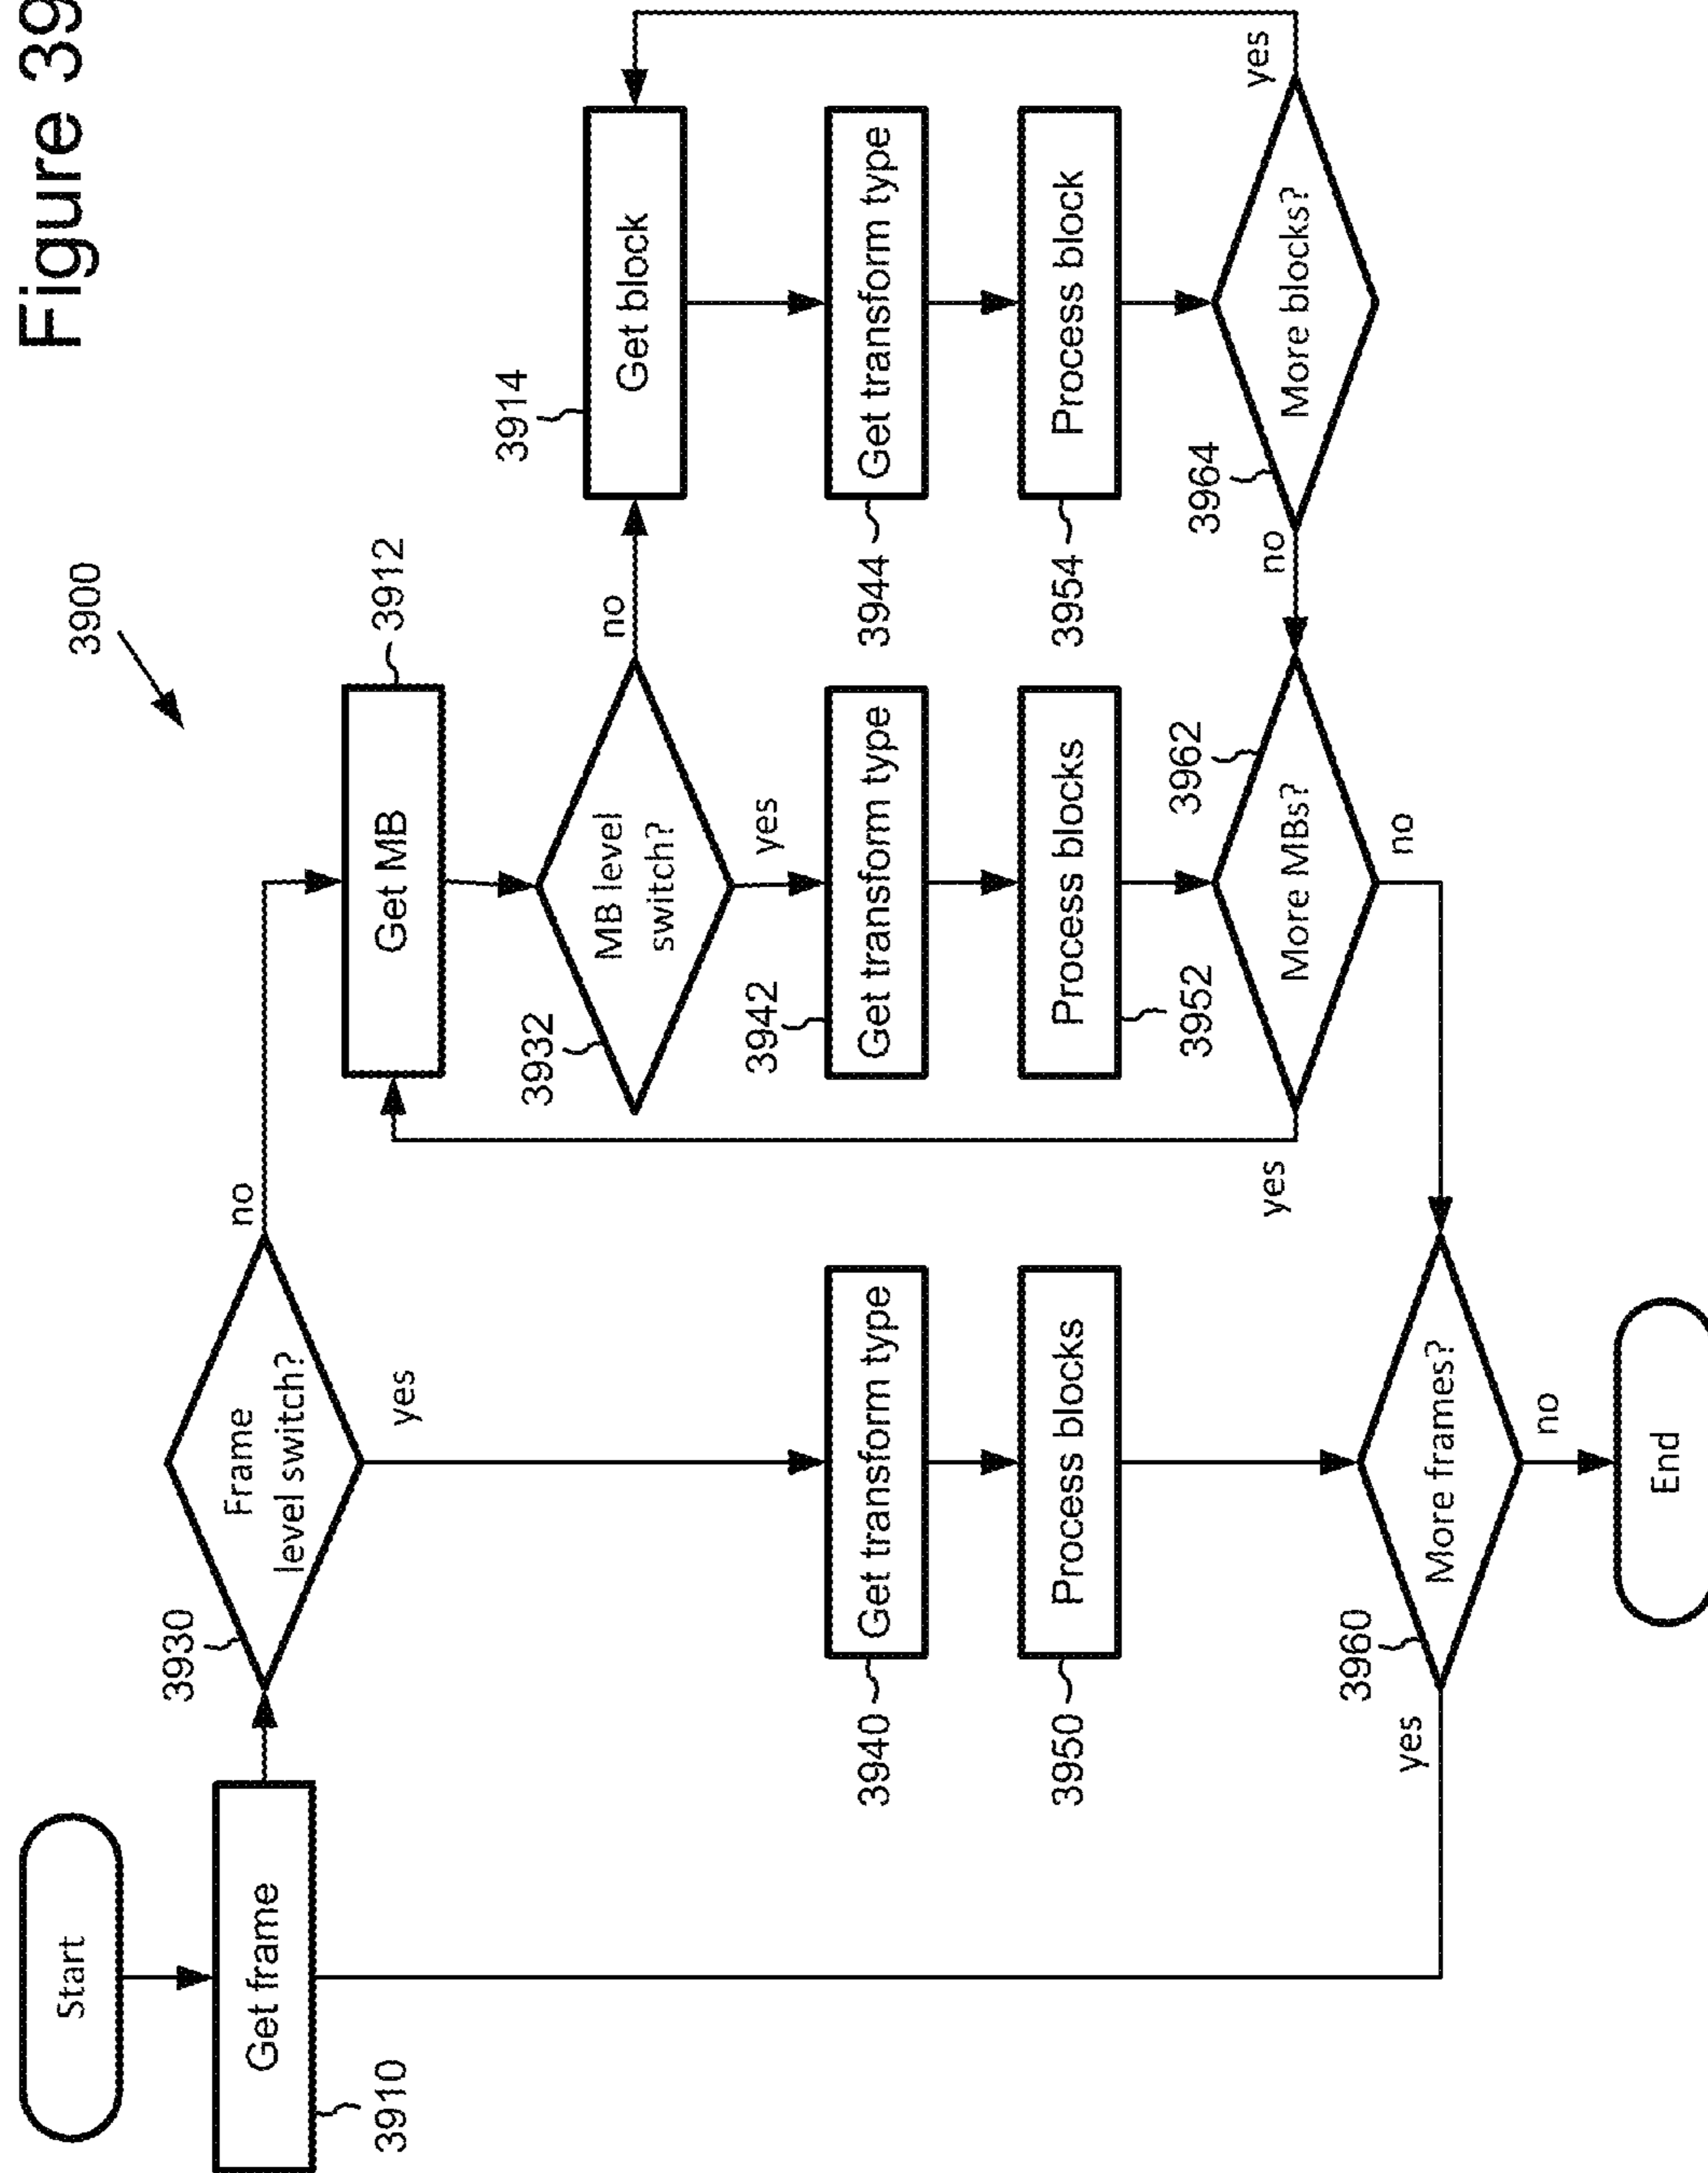 Figure 39
3900
Start
Get frame
3910
3930
Frame
level switch?
no
yes
Get MB
3912
MB level
switch?
3932
no
yes
Get block
3914
Get transform type
3940
Get transform type
3942
Get transform type
3944
Process blocks
3950
Process blocks
3952
Process block
3954
More frames?
3960
yes
no
More MBs?
3962
yes
no
More blocks?
3964
no
yes
End